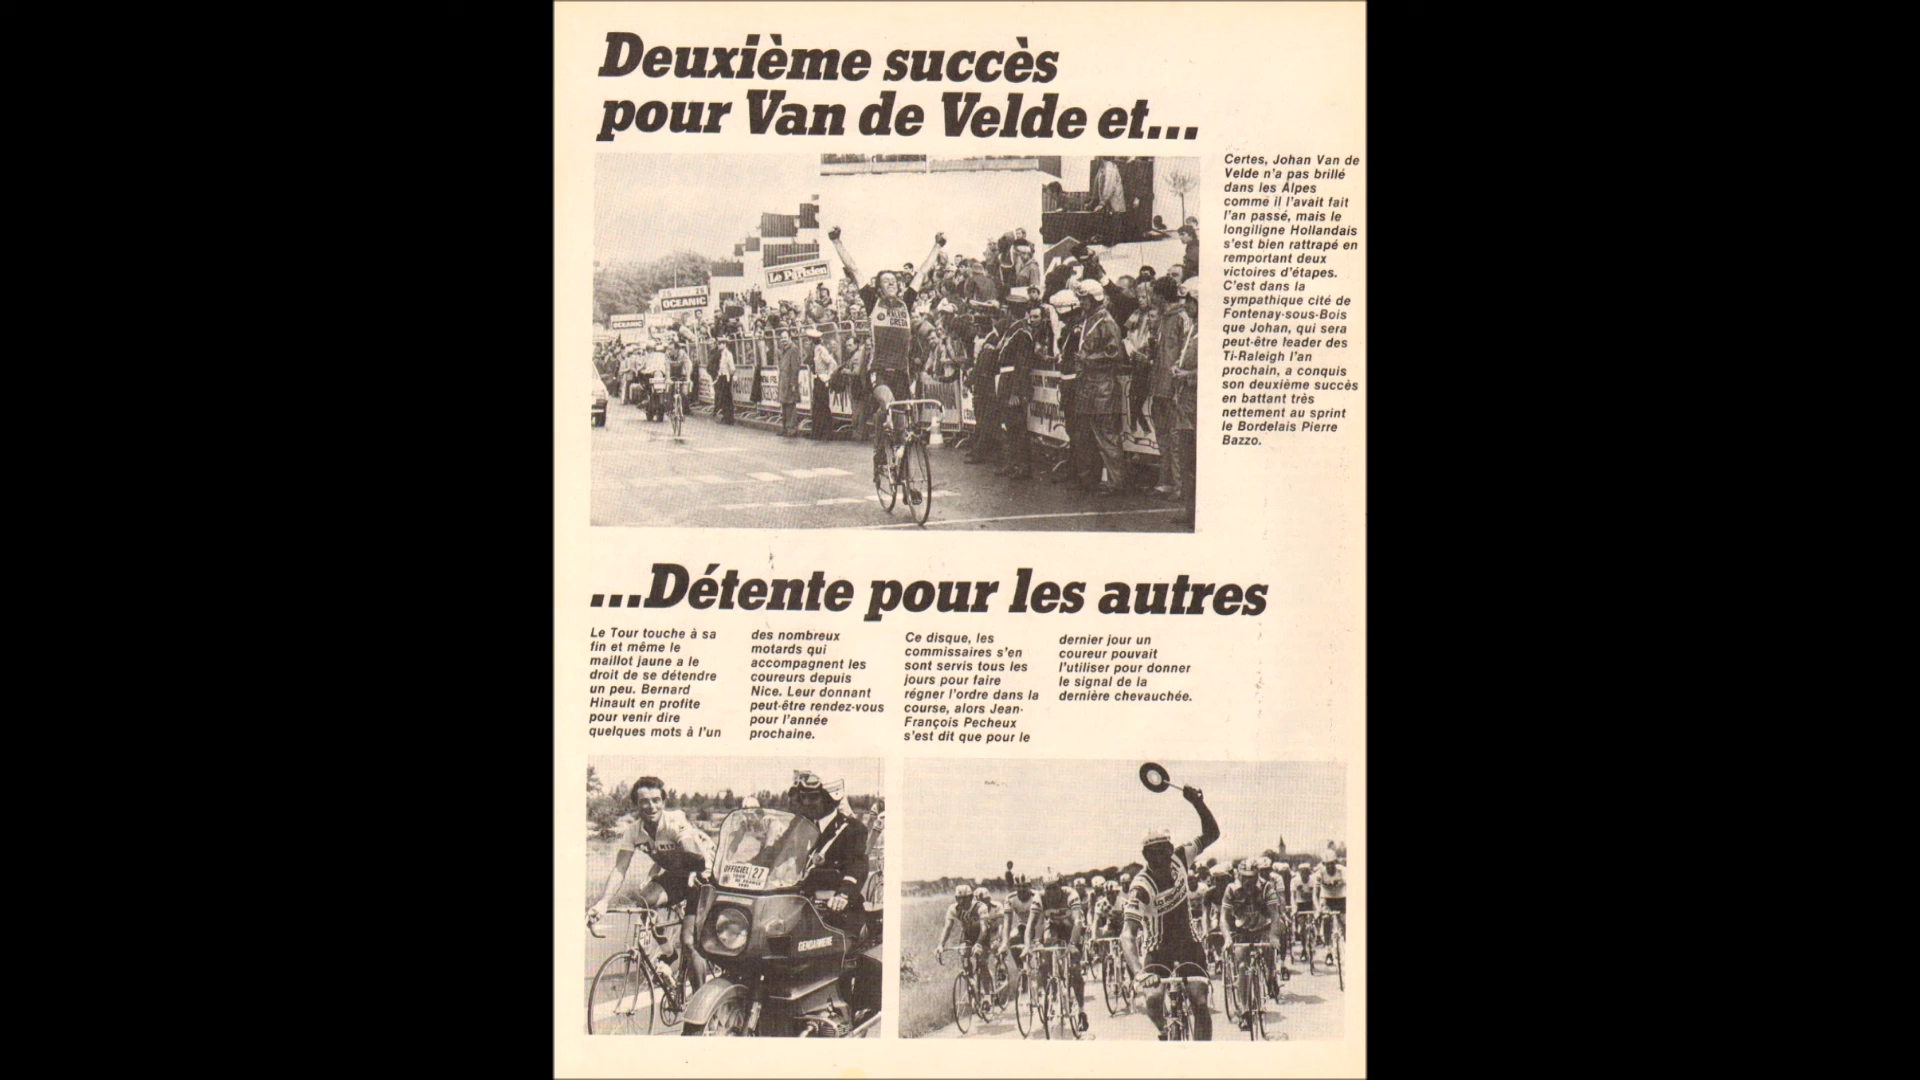 Deuxième succès
pour Van de Velde et...
Certes, Johan Van de
Velde n'a pas brillé
dans les Alpes
comme il l'avait fait
l'an passé, mais le
longiligne Hollandais
s'est bien rattrapé en
remportant deux
victoires d'étapes.
C'est dans la
sympathique cité de
Fontenay-sous-Bois
que Johan, qui sera
peut-être leader des
Ti-Raleigh l'an
prochain, a conquis
son deuxième succès
en battant très
nettement au sprint
le Bordelais Pierre
Bazzo.
Le Parisien
OCEANIC
OCEANIC
RALEIGH
CREDA
...Détente pour les autres
Le Tour touche à sa
fin et même le
maillot jaune a le
droit de se détendre
un peu. Bernard
Hinault en profite
pour venir dire
quelques mots à l'un
des nombreux
motards qui
accompagnent les
coureurs depuis
Nice. Leur donnant
peut-être rendez-vous
pour l'année
prochaine.
Ce disque, les
commissaires s'en
sont servis tous les
jours pour faire
régner l'ordre dans la
course, alors Jean-
François Pecheux
s'est dit que pour le
dernier jour un
coureur pouvait
l'utiliser pour donner
le signal de la
dernière chevauchée.
OFFICIEL 27
TOUR
DE FRANCE
1981
GENDARMERIE